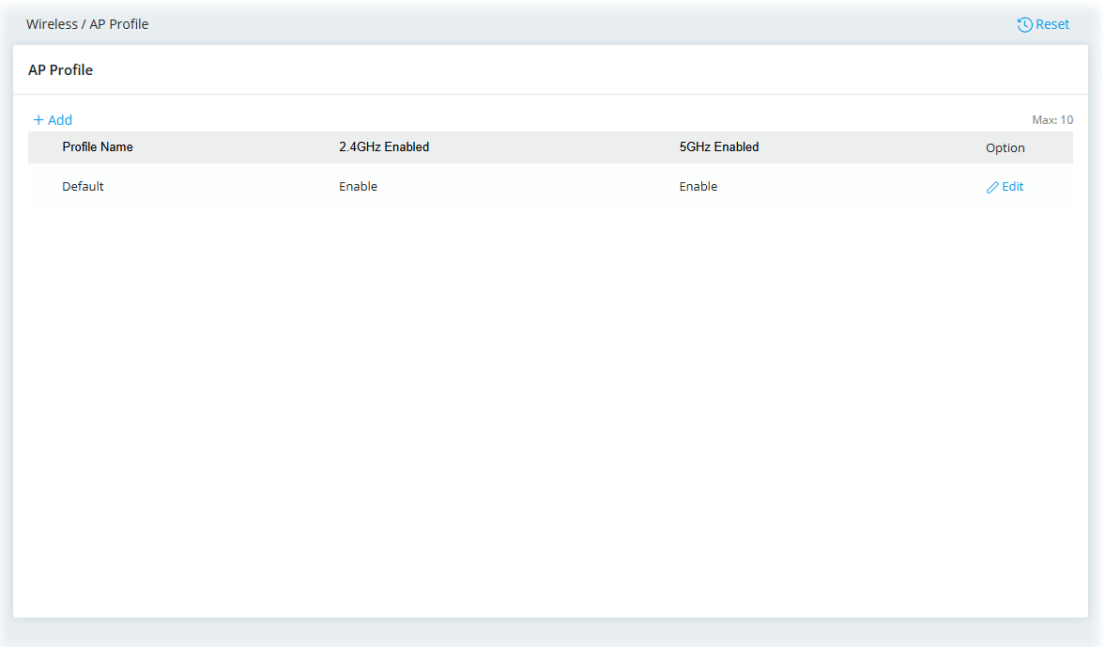 Wireless / AP Profile Reset
AP Profile
+ Add Max: 10
Profile Name 2.4GHz Enabled 5GHz Enabled Option
Default Enable Enable Edit